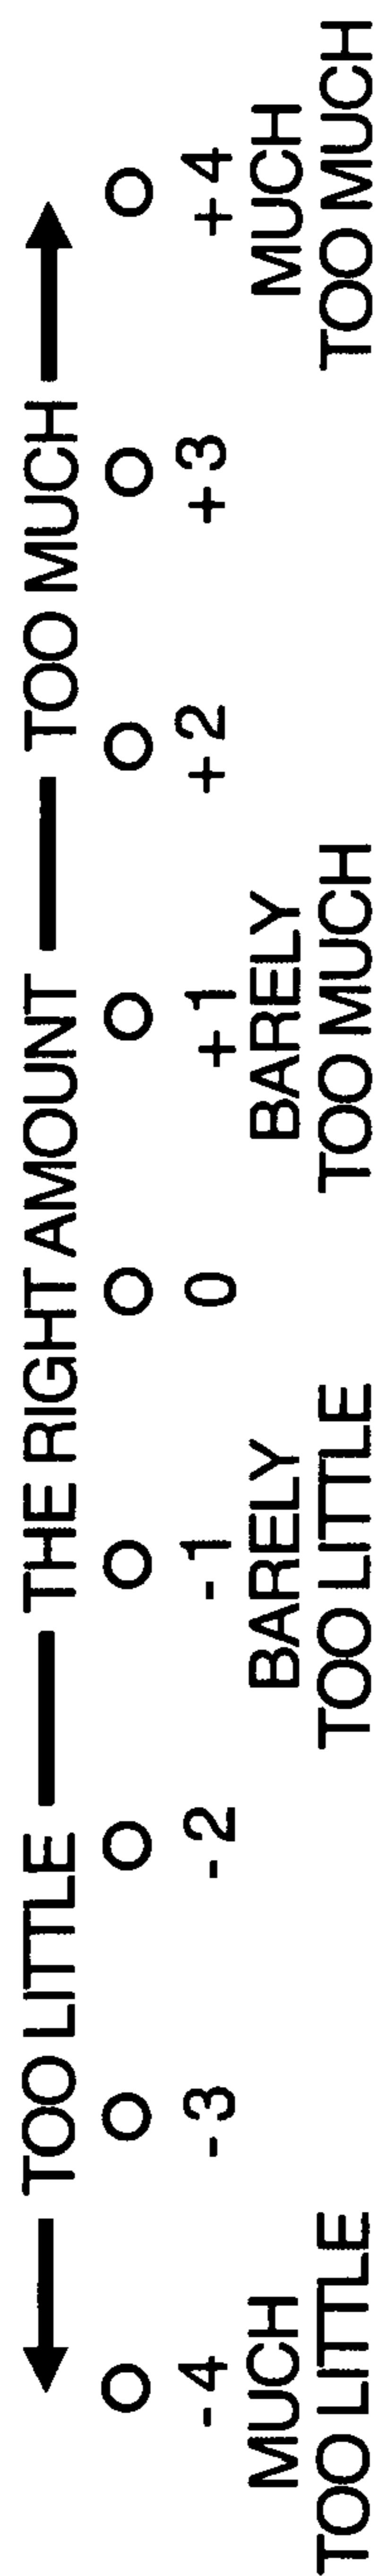 TOO LITTLE — THE RIGHT AMOUNT — TOO MUCH
-4 -3 -2 -1 0 +1 +2 +3 +4
MUCH BARELY BARELY MUCH
TOO LITTLE TOO LITTLE TOO MUCH TOO MUCH